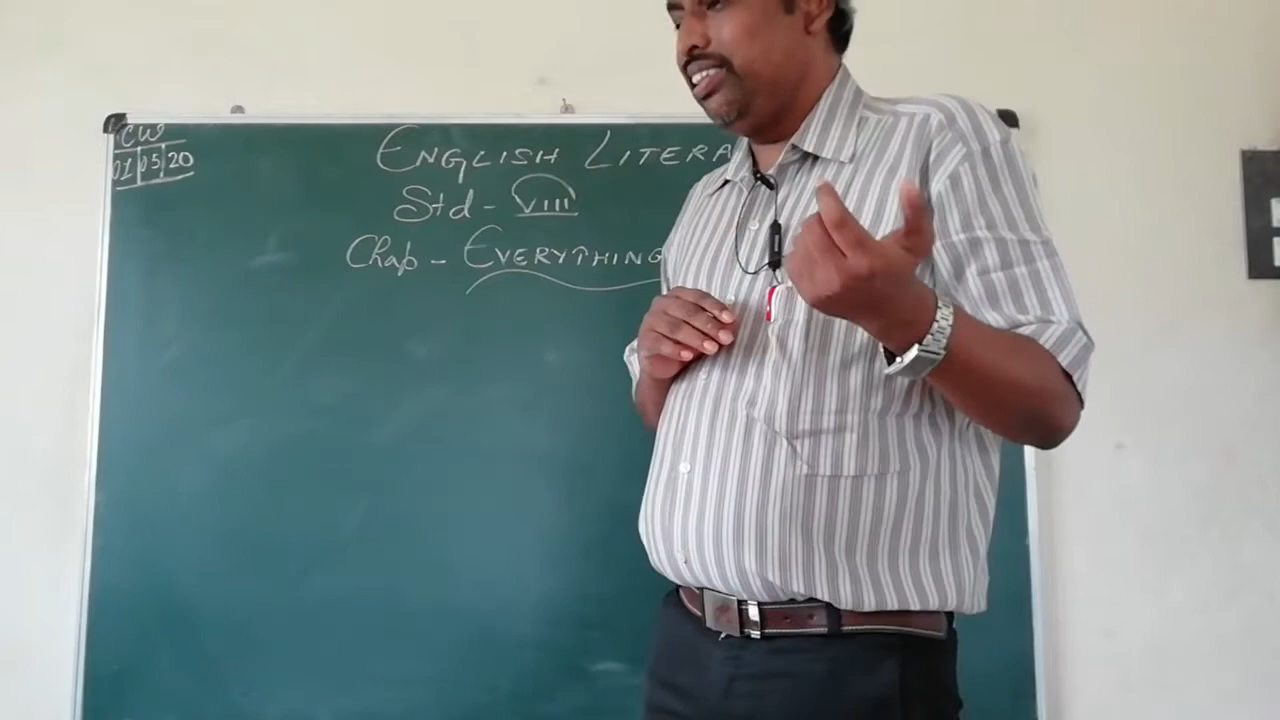 CW
01 05 20
ENGLISH LITERA
Std - VIII
Chap - EVERYTHING